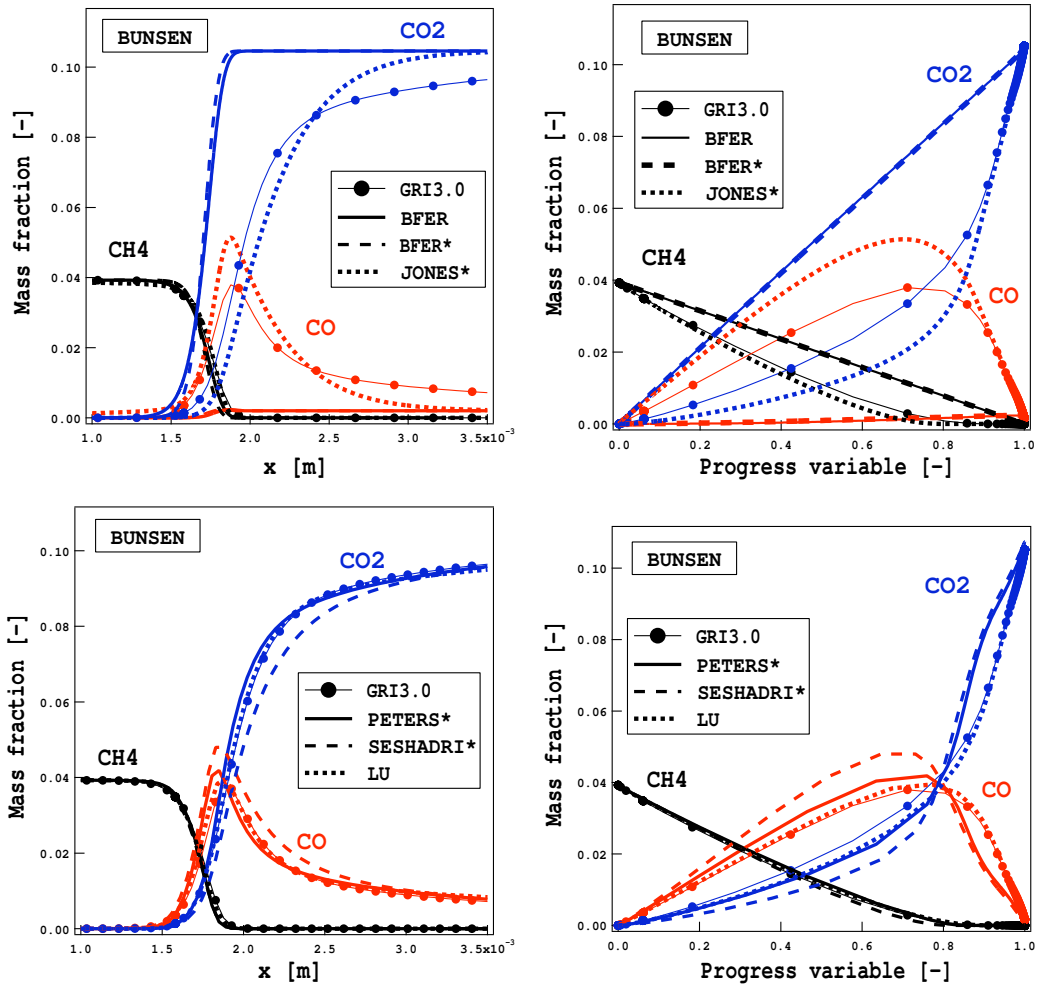 BUNSEN
CO2
CH4
CO
GRI3.0
BFER
BFER*
JONES*
Mass fraction [-]
0.10
0.08
0.06
0.04
0.02
0.00
1.0 1.5 2.0 2.5 3.0 3.5x10-3
x [m]
BUNSEN
CO2
CH4
CO
GRI3.0
BFER
BFER*
JONES*
Mass fraction [-]
0.10
0.08
0.06
0.04
0.02
0.00
0.0 0.2 0.4 0.6 0.8 1.0
Progress variable [-]
BUNSEN
CO2
CH4
CO
GRI3.0
PETERS*
SESHADRI*
LU
Mass fraction [-]
0.10
0.08
0.06
0.04
0.02
0.00
1.0 1.5 2.0 2.5 3.0 3.5x10-3
x [m]
BUNSEN
CO2
CH4
CO
GRI3.0
PETERS*
SESHADRI*
LU
Mass fraction [-]
0.10
0.08
0.06
0.04
0.02
0.00
0.0 0.2 0.4 0.6 0.8 1.0
Progress variable [-]